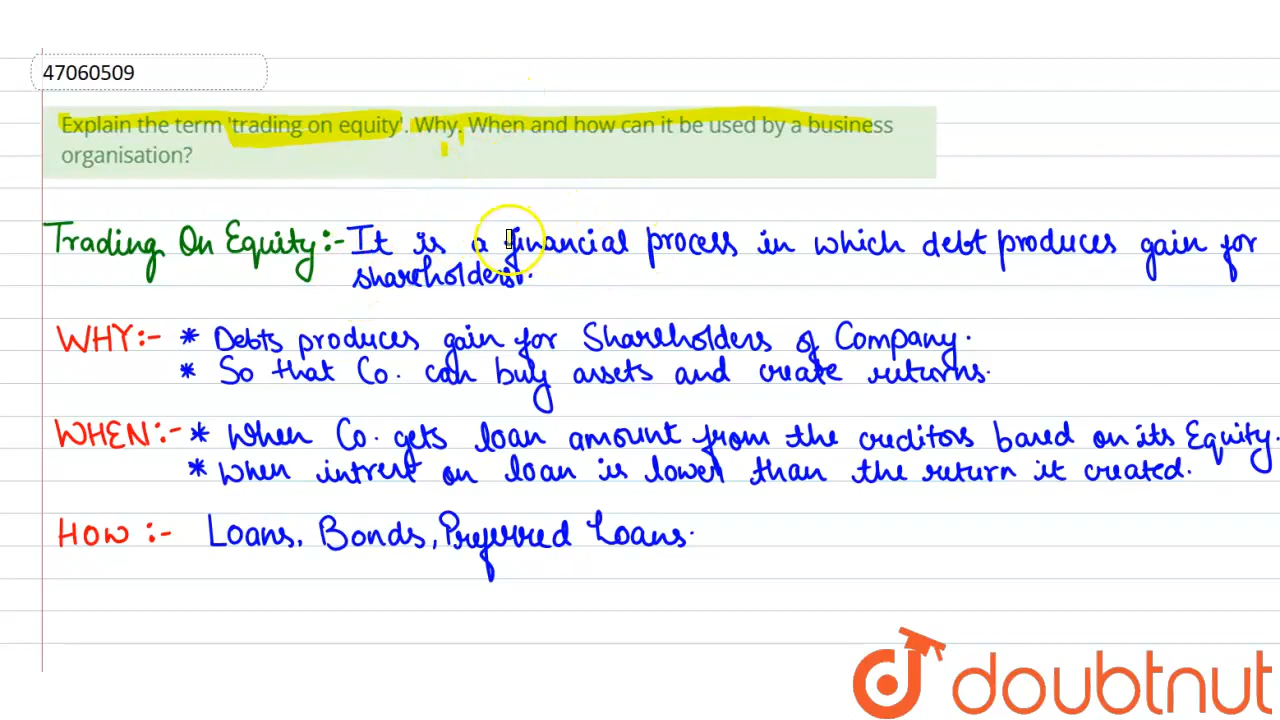 47060509
Explain the term 'trading on equity'. Why. When and how can it be used by a business
organisation?
Trading On Equity:- It is a financial process in which debt produces gain for
shareholders.
WHY:- * Debts produces gain for Shareholders of Company.
* So that Co. can buy assets and create returns.
WHEN:- * When Co. gets loan amount from the creditors based on its Equity.
* When intrest on loan is lower than the return it created.
HOW :- Loans, Bonds, Preferred Loans.
doubtnut